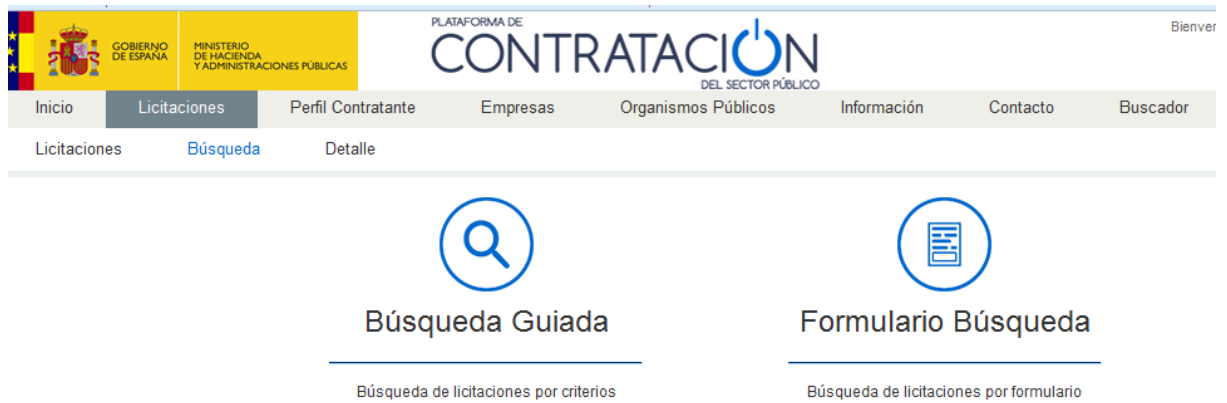 GOBIERNO
DE ESPAÑA
MINISTERIO
DE HACIENDA
Y ADMINISTRACIONES PÚBLICAS
PLATAFORMA DE
CONTRATACIÓN
DEL SECTOR PÚBLICO
Inicio Licitaciones Perfil Contratante Empresas Organismos Públicos Información Contacto Buscador
Licitaciones Búsqueda Detalle
Búsqueda Guiada
Búsqueda de licitaciones por criterios
Formulario Búsqueda
Búsqueda de licitaciones por formulario